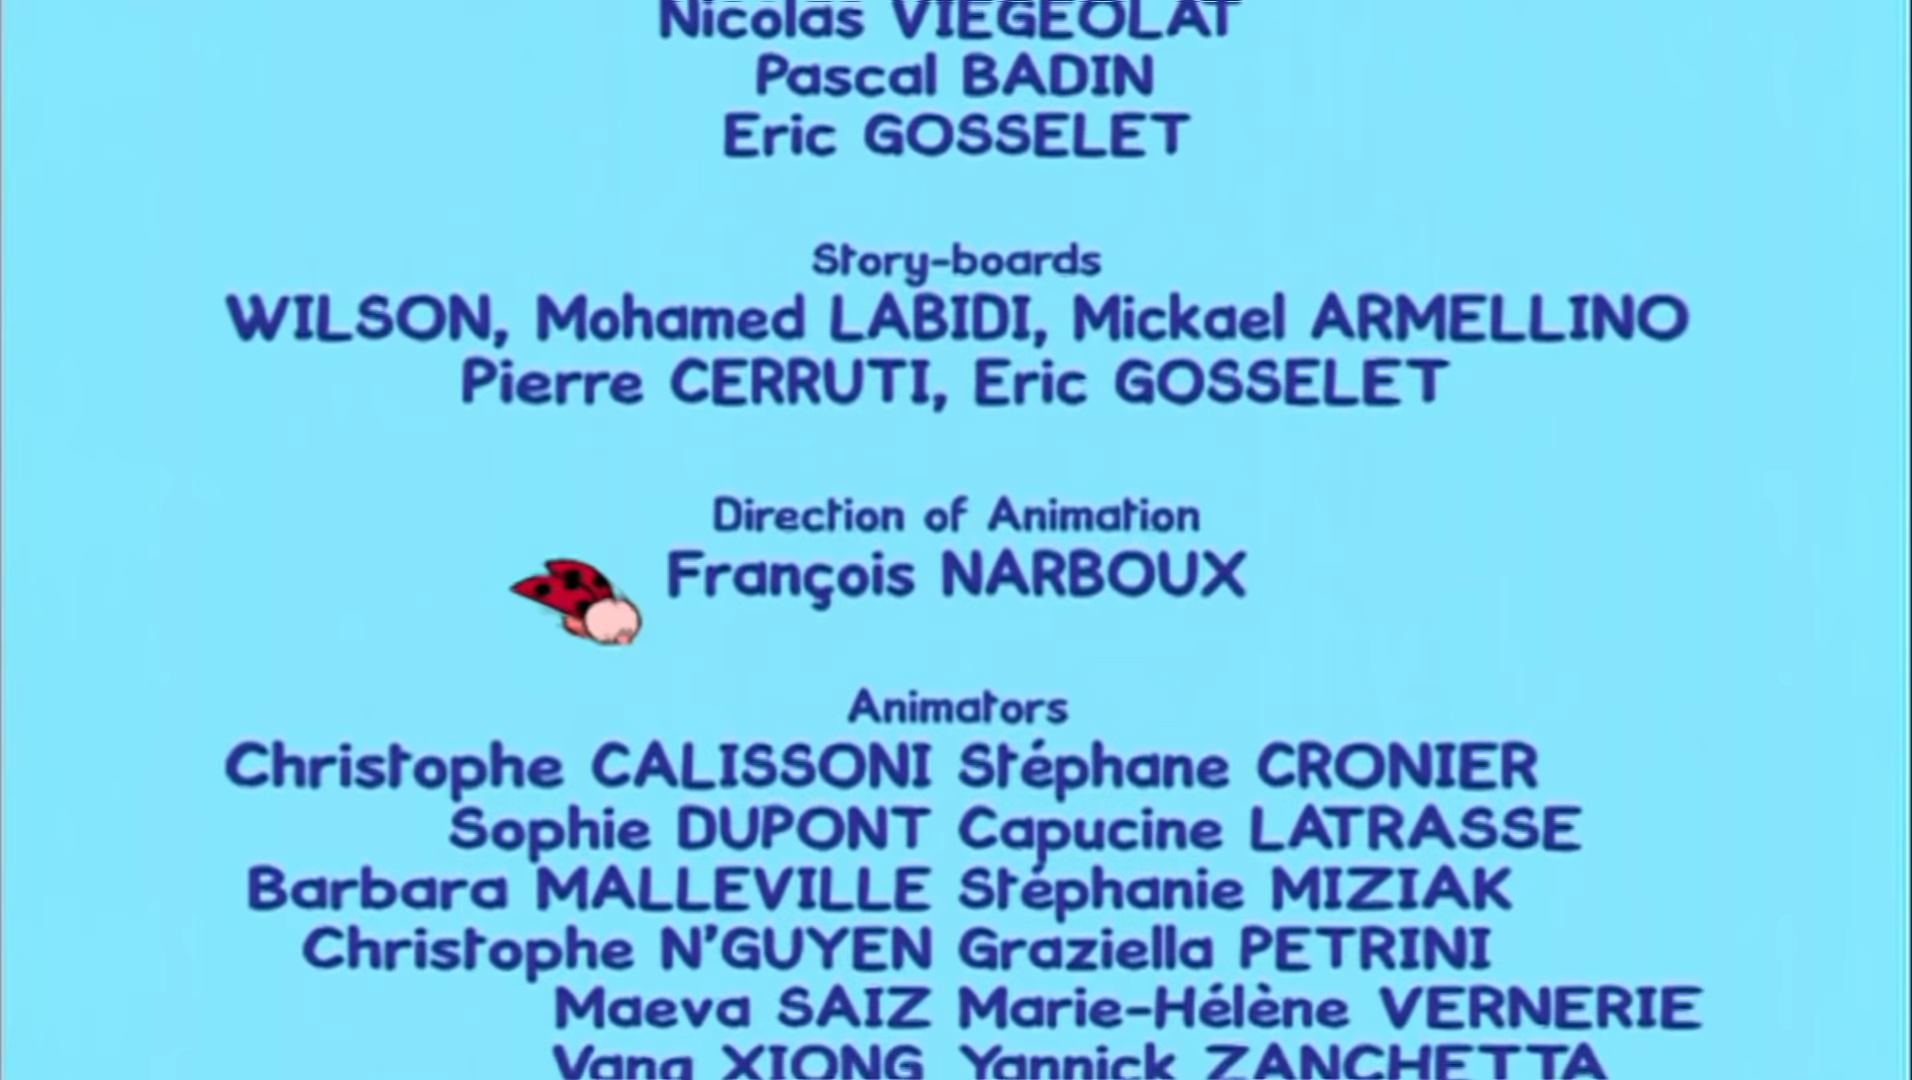 Nicolas VIEGEOLAT
Pascal BADIN
Eric GOSSELET
Story-boards
WILSON, Mohamed LABIDI, Mickael ARMELLINO
Pierre CERRUTI, Eric GOSSELET
Direction of Animation
François NARBOUX
Animators
Christophe CALISSONI Stéphane CRONIER
Sophie DUPONT Capucine LATRASSE
Barbara MALLEVILLE Stéphanie MIZIAK
Christophe N'GUYEN Graziella PETRINI
Maeva SAIZ Marie-Hélène VERNERIE
Vang XIONG Yannick ZANCHETTA